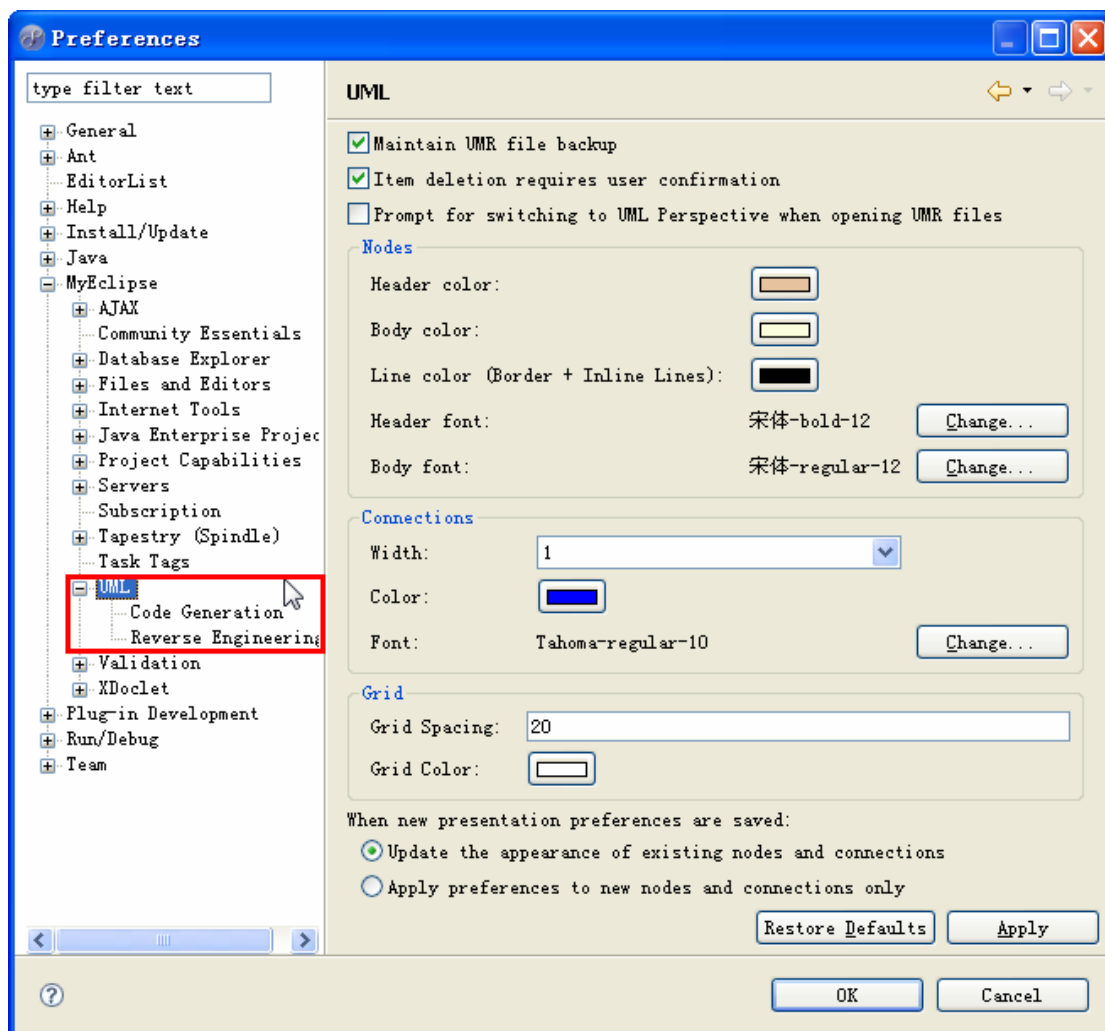 Preferences
type filter text
General
Ant
EditorList
Help
Install/Update
Java
MyEclipse
AJAX
Community Essentials
Database Explorer
Files and Editors
Internet Tools
Java Enterprise Projec
Project Capabilities
Servers
Subscription
Tapestry (Spindle)
Task Tags
UML
Code Generation
Reverse Engineering
Validation
XDoclet
Plug-in Development
Run/Debug
Team
UML
Maintain UMR file backup
Item deletion requires user confirmation
Prompt for switching to UML Perspective when opening UMR files
Nodes
Header color:
Body color:
Line color (Border + Inline Lines):
Header font: 宋体-bold-12 Change...
Body font: 宋体-regular-12 Change...
Connections
Width: 1
Color:
Font: Tahoma-regular-10 Change...
Grid
Grid Spacing: 20
Grid Color:
When new presentation preferences are saved:
Update the appearance of existing nodes and connections
Apply preferences to new nodes and connections only
Restore Defaults Apply
? OK Cancel